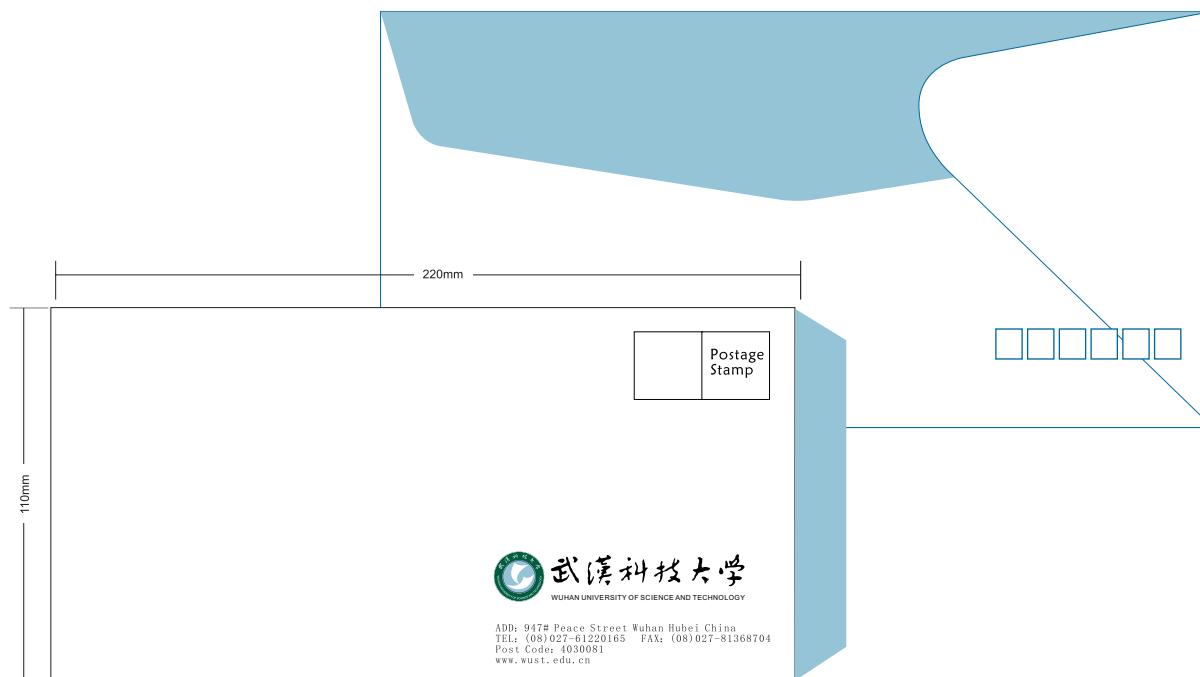 220mm
Postage
Stamp
110mm
武漢科技大学
WUHAN UNIVERSITY OF SCIENCE AND TECHNOLOGY
ADD: 947# Peace Street Wuhan Hubei China
TEL: (08)027-61220165 FAX: (08)027-81368704
Post Code: 4030081
www.wust.edu.cn